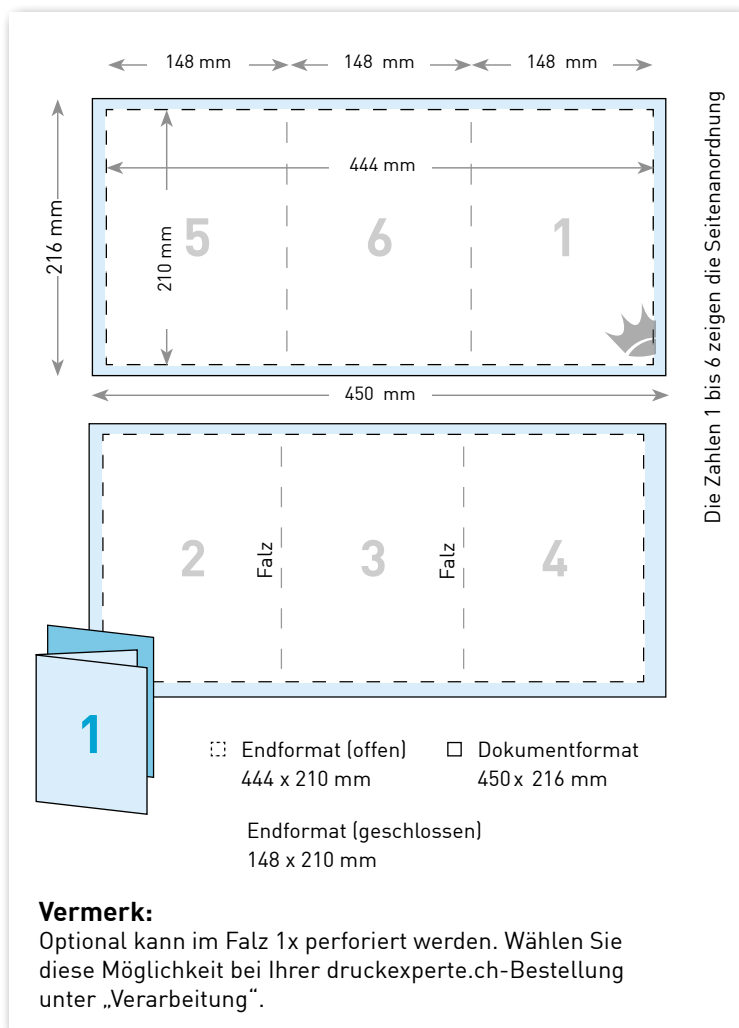 148 mm 148 mm 148 mm
444 mm
216 mm
210 mm
5 6 1
450 mm
Die Zahlen 1 bis 6 zeigen die Seitenanordnung
2 Falz 3 Falz 4
1
Endformat (offen) Dokumentformat
444 x 210 mm 450 x 216 mm
Endformat (geschlossen)
148 x 210 mm
Vermerk:
Optional kann im Falz 1x perforiert werden. Wählen Sie
diese Möglichkeit bei Ihrer druckexperte.ch-Bestellung
unter „Verarbeitung“.